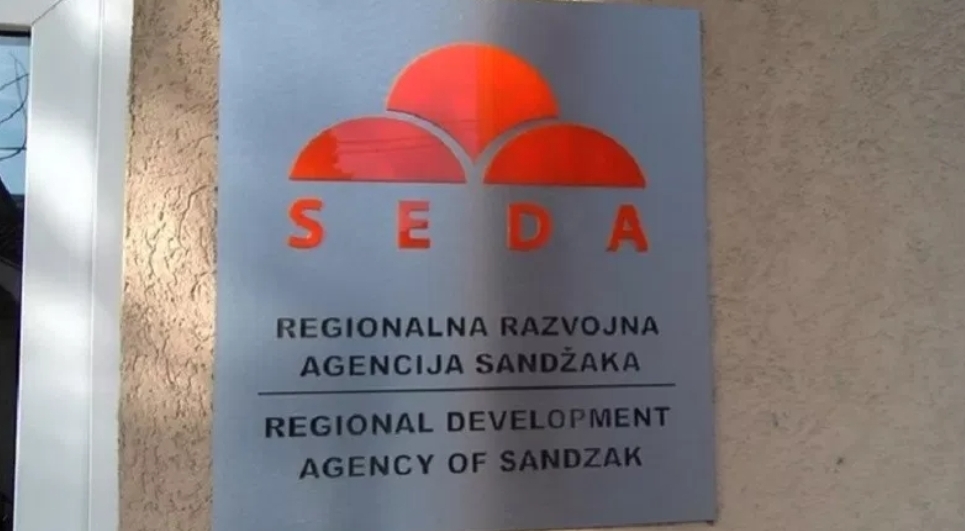 SEDA
REGIONALNA RAZVOJNA
AGENCIJA SANDŽAKA
REGIONAL DEVELOPMENT
AGENCY OF SANDZAK